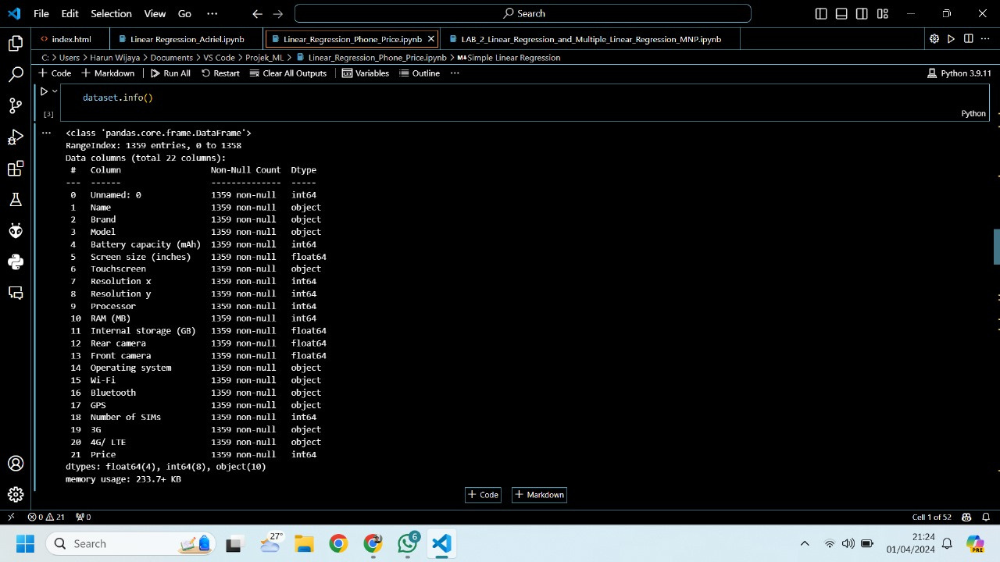 File Edit Selection View Go ··· Search
index.html Linear Regression_Adriel.ipynb Linear_Regression_Phone_Price.ipynb LAB_2_Linear_Regression_and_Multiple_Linear_Regression_MNP.ipynb
C: > Users > Harun Wijaya > Documents > VS Code > Projek_ML > Linear_Regression_Phone_Price.ipynb > M↓Simple Linear Regression
+ Code + Markdown Run All Restart Clear All Outputs Variables Outline ··· Python 3.9.11
dataset.info()
[3] Python
··· <class 'pandas.core.frame.DataFrame'>
RangeIndex: 1359 entries, 0 to 1358
Data columns (total 22 columns):
# Column Non-Null Count Dtype
--- ------ -------------- -----
0 Unnamed: 0 1359 non-null int64
1 Name 1359 non-null object
2 Brand 1359 non-null object
3 Model 1359 non-null object
4 Battery capacity (mAh) 1359 non-null int64
5 Screen size (inches) 1359 non-null float64
6 Touchscreen 1359 non-null object
7 Resolution x 1359 non-null int64
8 Resolution y 1359 non-null int64
9 Processor 1359 non-null int64
10 RAM (MB) 1359 non-null int64
11 Internal storage (GB) 1359 non-null float64
12 Rear camera 1359 non-null float64
13 Front camera 1359 non-null float64
14 Operating system 1359 non-null object
15 Wi-Fi 1359 non-null object
16 Bluetooth 1359 non-null object
17 GPS 1359 non-null object
18 Number of SIMs 1359 non-null int64
19 3G 1359 non-null object
20 4G/ LTE 1359 non-null object
21 Price 1359 non-null int64
dtypes: float64(4), int64(8), object(10)
memory usage: 233.7+ KB
+ Code + Markdown
0 21 0 Cell 1 of 52
Search 27° 6 21:24 PRE
01/04/2024